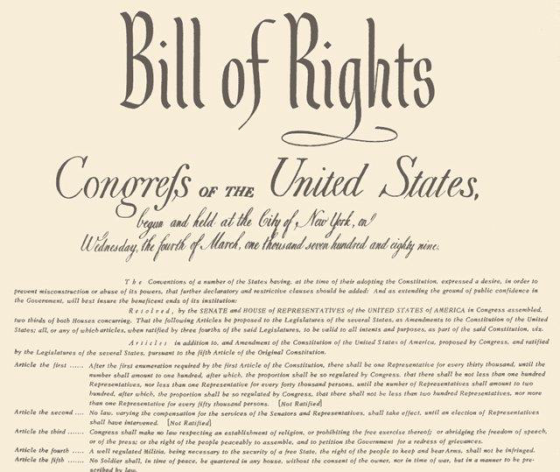 Bill of Rights
Congreſs OF THE United States,
begun and held at the City of New York, on
Wednesday, the fourth of March, one thousand seven hundred and eighty nine.
The Conventions of a number of the States having, at the time of their adopting the Constitution, expressed a desire, in order to
prevent misconstruction or abuse of its powers, that further declaratory and restrictive clauses should be added: And as extending the ground of public confidence in
the Government, will best insure the beneficent ends of its institution:
Resolved, by the SENATE and HOUSE of REPRESENTATIVES of the UNITED STATES of AMERICA in Congress assembled,
two thirds of both Houses concurring. That the following Articles be proposed to the Legislatures of the several States, as Amendments to the Constitution of the United
States; all, or any of which articles, when ratified by three fourths of the said Legislatures, to be valid to all intents and purposes, as part of the said Constitution, viz.
Articles in addition to, and Amendment of the Constitution of the United States of America, proposed by Congress, and ratified
by the Legislatures of the several States, pursuant to the fifth Article of the Original Constitution.
Article the first ...... After the first enumeration required by the first Article of the Constitution, there shall be one Representative for every thirty thousand, until the
number shall amount to one hundred, after which, the proportion shall be so regulated by Congress, that there shall be not less than one hundred
Representatives, nor less than one Representative for every forty thousand persons, until the number of Representatives shall amount to two
hundred, after which, the proportion shall be so regulated by Congress, that there shall not be less than two hundred Representatives, nor more
than one Representative for every fifty thousand persons. [Not Ratified]
Article the second .... No law, varying the compensation for the services of the Senators and Representatives, shall take effect, until an election of Representatives
shall have intervened. [Not Ratified]
Article the third ...... Congress shall make no law respecting an establishment of religion, or prohibiting the free exercise thereof; or abridging the freedom of speech,
or of the press; or the right of the people peaceably to assemble, and to petition the Government for a redress of grievances.
Article the fourth ..... A well regulated Militia, being necessary to the security of a free State, the right of the people to keep and bear Arms, shall not be infringed.
Article the fifth ...... No Soldier shall, in time of peace, be quartered in any house, without the consent of the owner, nor in time of war, but in a manner to be pre-
scribed by law.